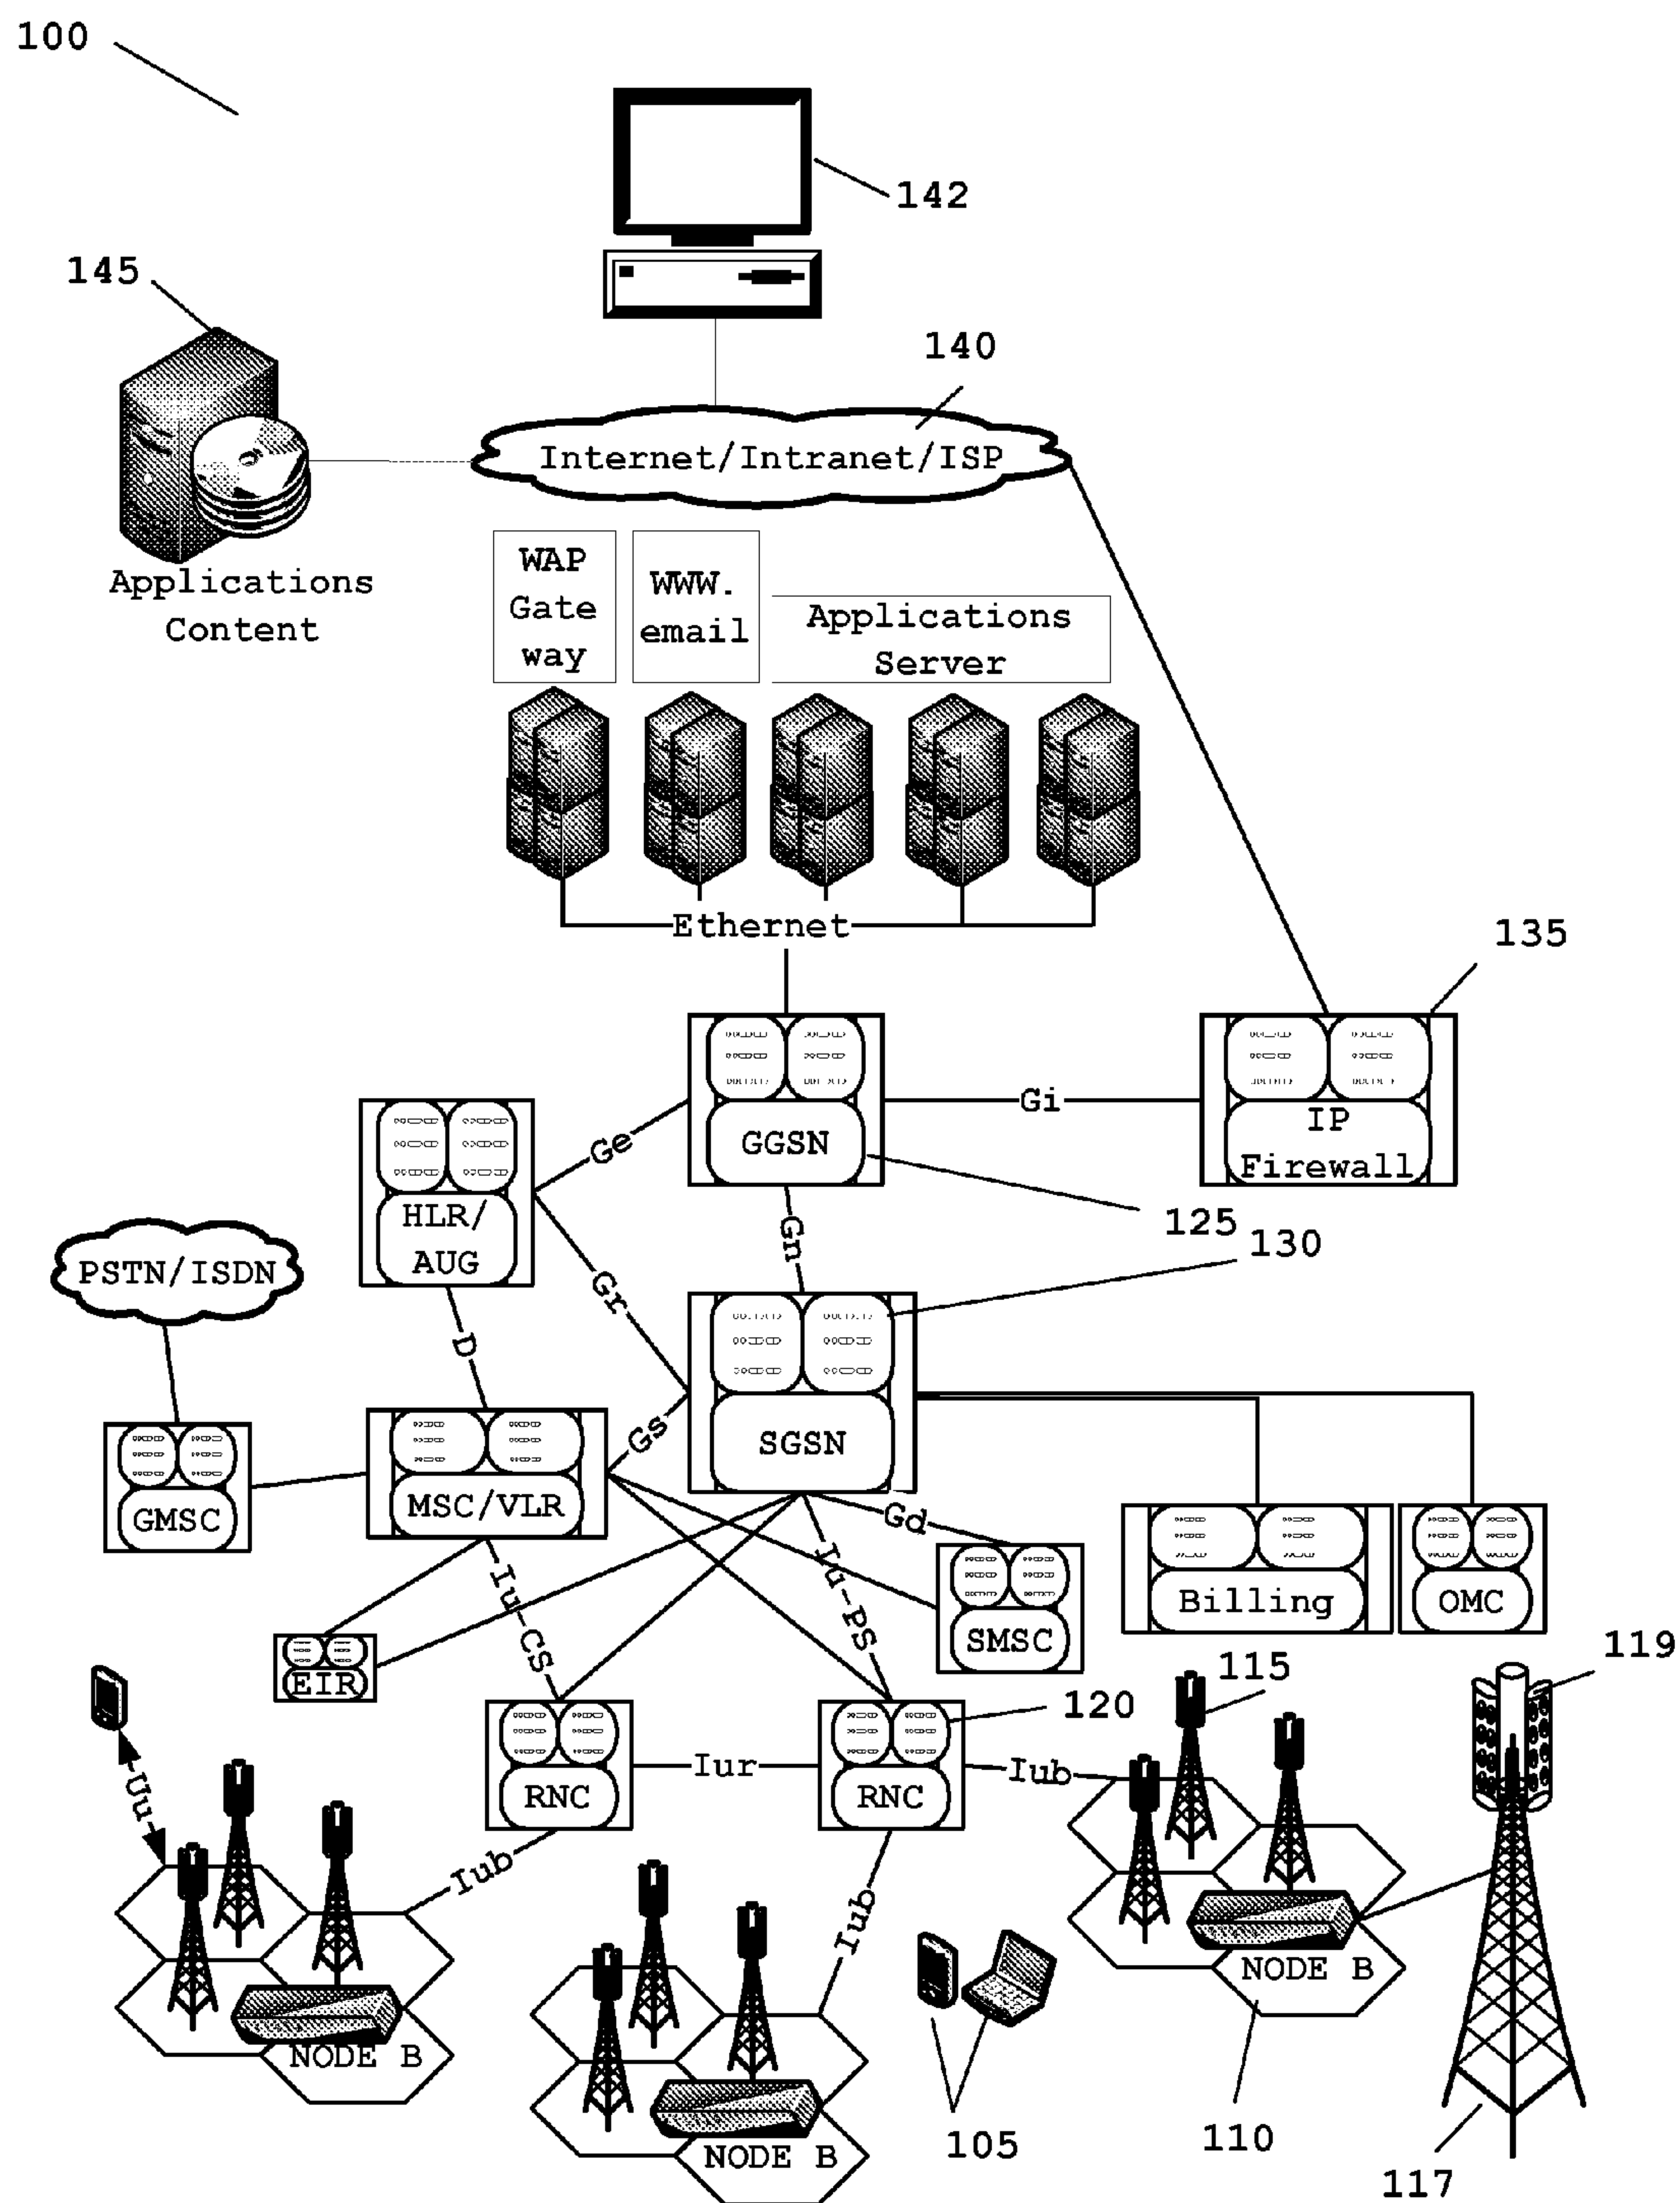 100
142
145
140
Internet/Intranet/ISP
Applications
Content
WAP
Gate
way
WWW.
email
Applications
Server
Ethernet
135
GGSN
Gi
IP
Firewall
Ge
HLR/
AUG
125
Gn
130
PSTN/ISDN
Gr
D
SGSN
Gs
GMSC
MSC/VLR
Gd
Iu-CS
Iu-PS
SMSC
Billing
OMC
EIR
115
119
120
Uu
RNC
Iur
RNC
Iub
Iub
Iub
NODE B
NODE B
NODE B
105
110
117